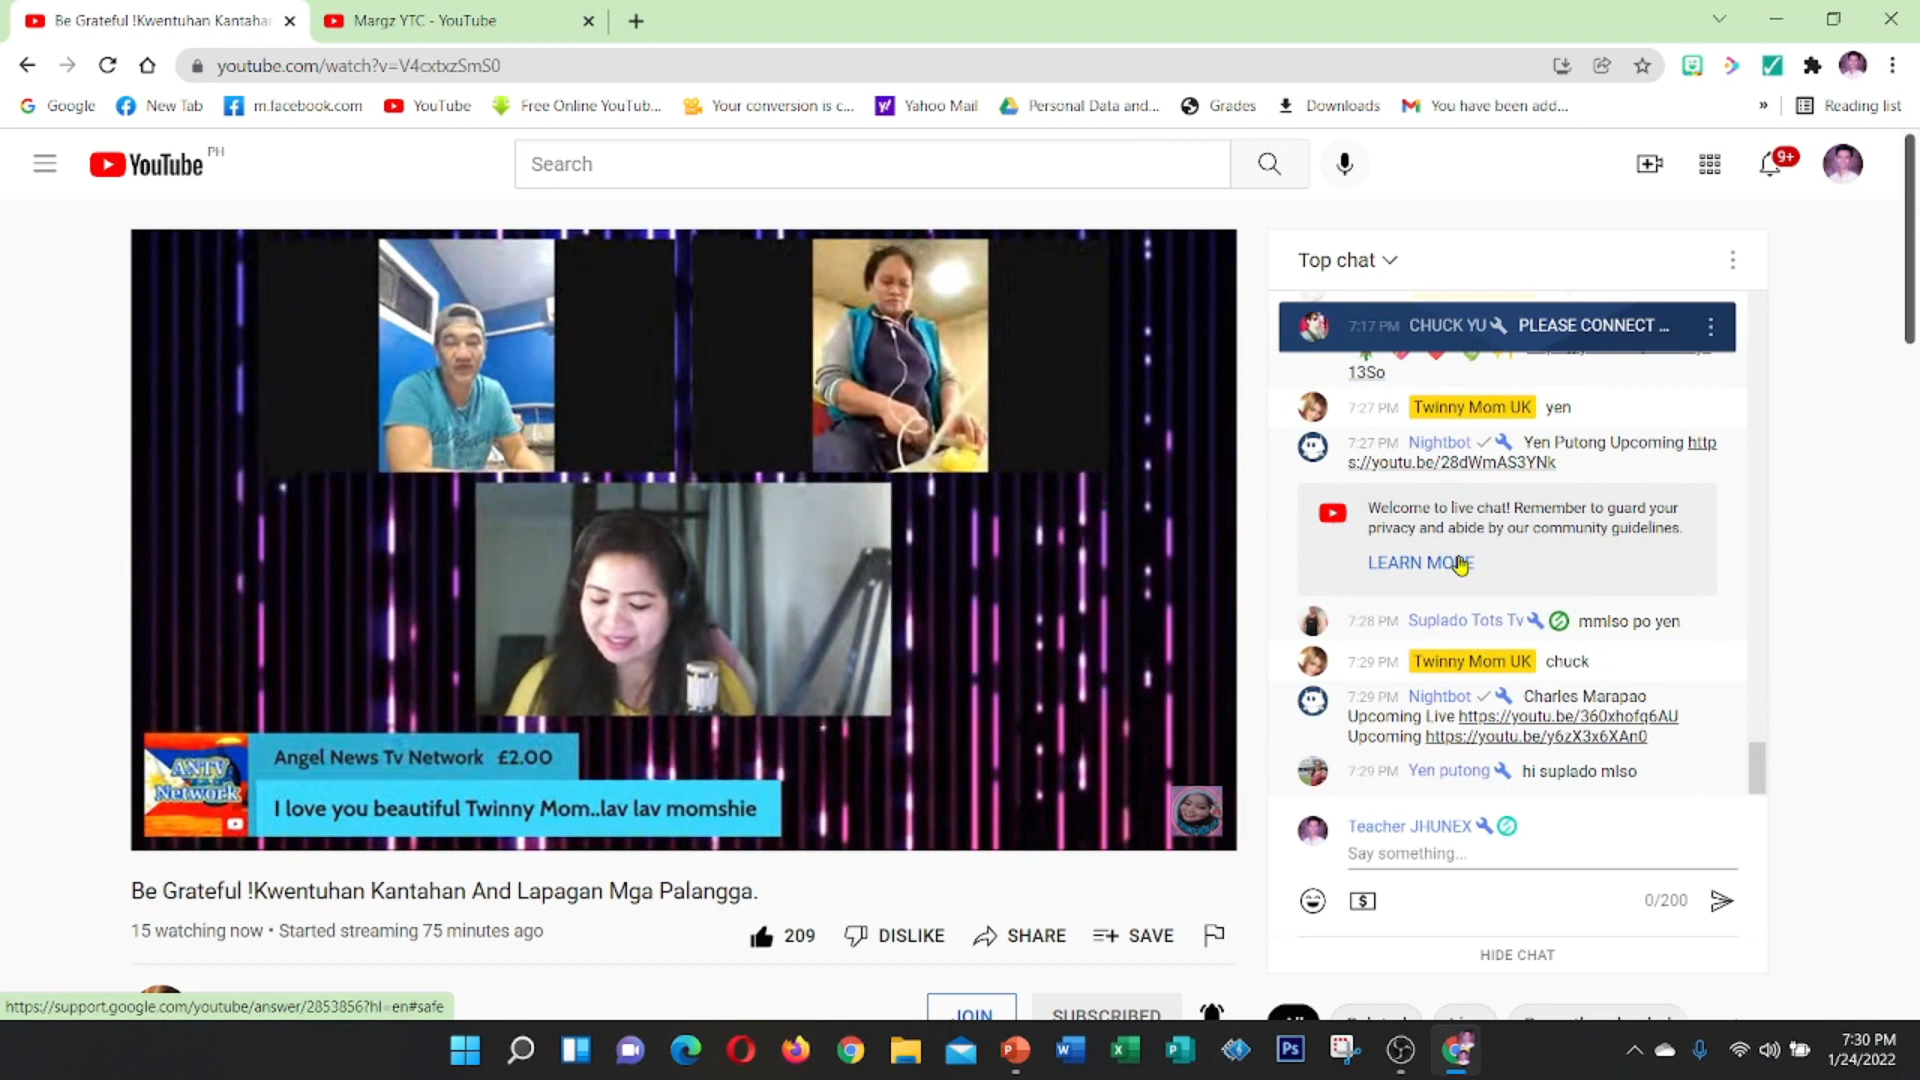 Be Grateful !Kwentuhan Kantahan
Margz YTC - YouTube
youtube.com/watch?v=V4cxtxzSmS0
Google
New Tab
m.facebook.com
YouTube
Free Online YouTub...
Your conversion is c...
Yahoo Mail
Personal Data and...
Grades
Downloads
You have been add...
»
Reading list
YouTube PH
Search
9+
Top chat
7:17 PM CHUCK YU PLEASE CONNECT ...
13So
7:27 PM Twinny Mom UK yen
7:27 PM Nightbot Yen Putong Upcoming http
s://youtu.be/28dWmAS3YNk
Welcome to live chat! Remember to guard your
privacy and abide by our community guidelines.
LEARN MORE
7:28 PM Suplado Tots Tv mmlso po yen
7:29 PM Twinny Mom UK chuck
7:29 PM Nightbot Charles Marapao
Upcoming Live https://youtu.be/360xhofq6AU
Upcoming https://youtu.be/y6zX3x6XAn0
7:29 PM Yen putong hi suplado mlso
Teacher JHUNEX
Say something...
0/200
HIDE CHAT
ANTV
Network
Angel News Tv Network £2.00
I love you beautiful Twinny Mom..lav lav momshie
Be Grateful !Kwentuhan Kantahan And Lapagan Mga Palangga.
15 watching now • Started streaming 75 minutes ago
209
DISLIKE
SHARE
SAVE
JOIN
SUBSCRIBED
All
https://support.google.com/youtube/answer/2853856?hl=en#safe
7:30 PM
1/24/2022